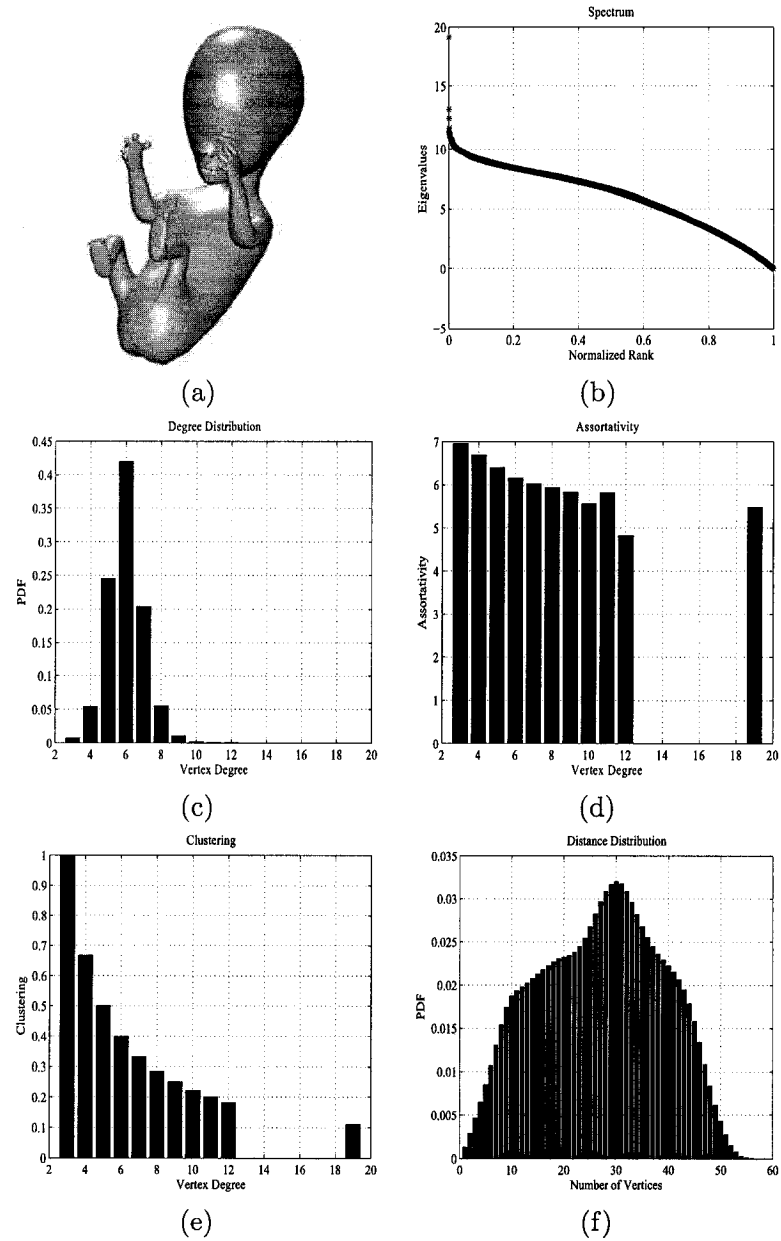 Spectrum
20
15
10
5
0
−5
Eigenvalues
0 0.2 0.4 0.6 0.8 1
Normalized Rank
(a)
(b)
Degree Distribution
0.45
0.4
0.35
0.3
0.25
0.2
0.15
0.1
0.05
0
PDF
2 4 6 8 10 12 14 16 18 20
Vertex Degree
(c)
Assortativity
7
6
5
4
3
2
1
0
Assortativity
2 4 6 8 10 12 14 16 18 20
Vertex Degree
(d)
Clustering
1
0.9
0.8
0.7
0.6
0.5
0.4
0.3
0.2
0.1
0
Clustering
2 4 6 8 10 12 14 16 18 20
Vertex Degree
(e)
Distance Distribution
0.035
0.03
0.025
0.02
0.015
0.01
0.005
0
PDF
0 10 20 30 40 50 60
Number of Vertices
(f)